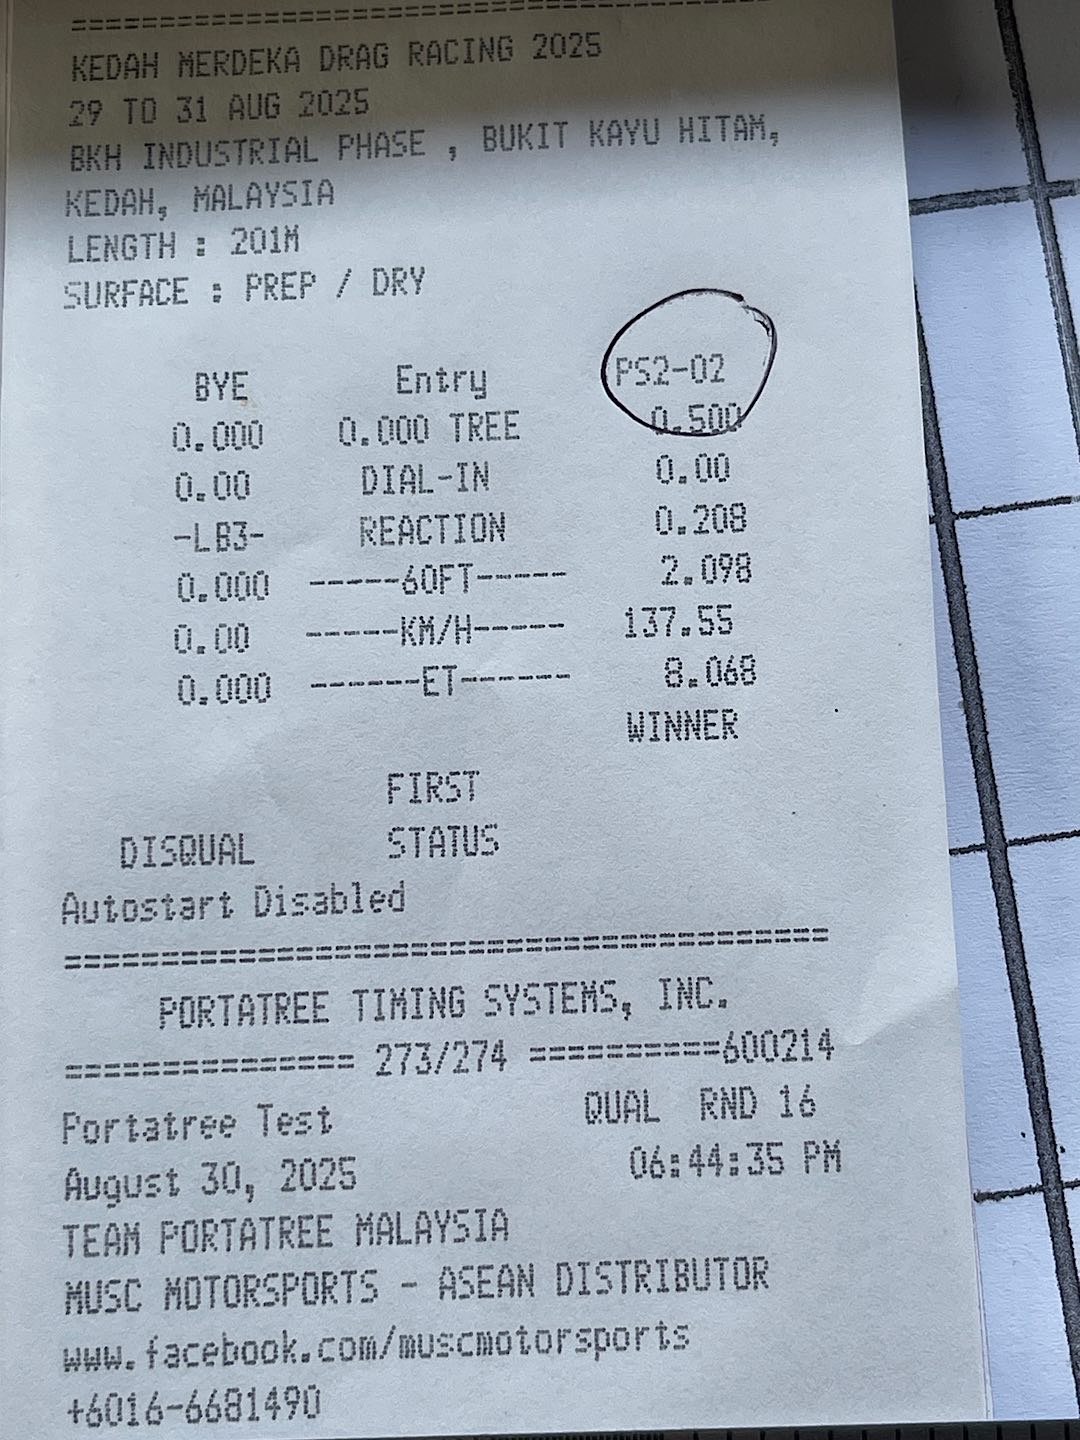 =======================================
KEDAH MERDEKA DRAG RACING 2025
29 TO 31 AUG 2025
BKH INDUSTRIAL PHASE , BUKIT KAYU HITAM,
KEDAH, MALAYSIA
LENGTH : 201M
SURFACE : PREP / DRY
BYE Entry PS2-02
0.000 0.000 TREE 0.500
0.00 DIAL-IN 0.00
-LB3- REACTION 0.208
0.000 -----60FT----- 2.098
0.00 -----KM/H----- 137.55
0.000 ------ET------ 8.068
WINNER
FIRST
DISQUAL STATUS
Autostart Disabled
=======================================
PORTATREE TIMING SYSTEMS, INC.
=============== 273/274 ==========600214
Portatree Test QUAL RND 16
August 30, 2025 06:44:35 PM
TEAM PORTATREE MALAYSIA
MUSC MOTORSPORTS - ASEAN DISTRIBUTOR
www.facebook.com/muscmotorsports
+6016-6681490